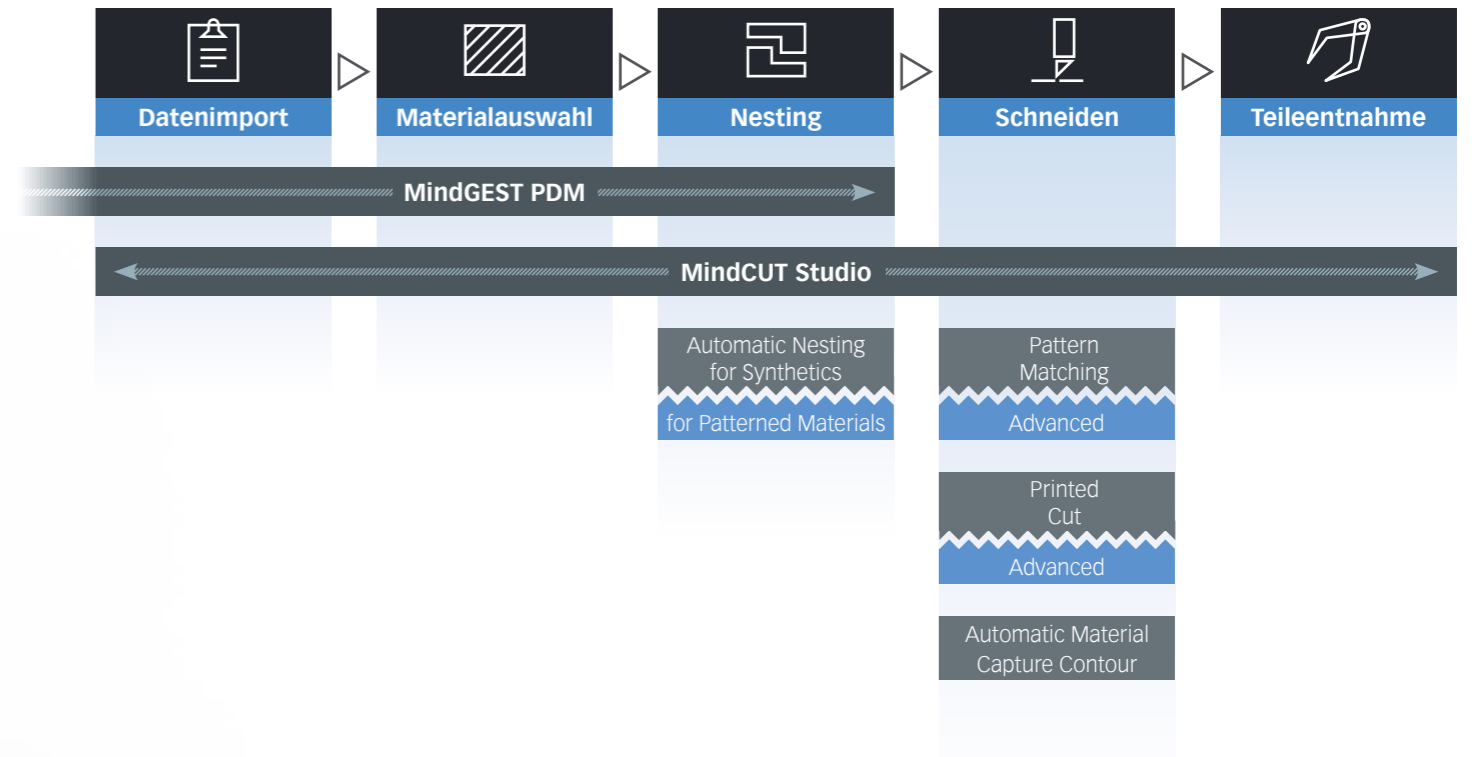 Datenimport
Materialauswahl
Nesting
Schneiden
Teileentnahme
MindGEST PDM
MindCUT Studio
Automatic Nesting
for Synthetics
for Patterned Materials
Pattern
Matching
Advanced
Printed
Cut
Advanced
Automatic Material
Capture Contour